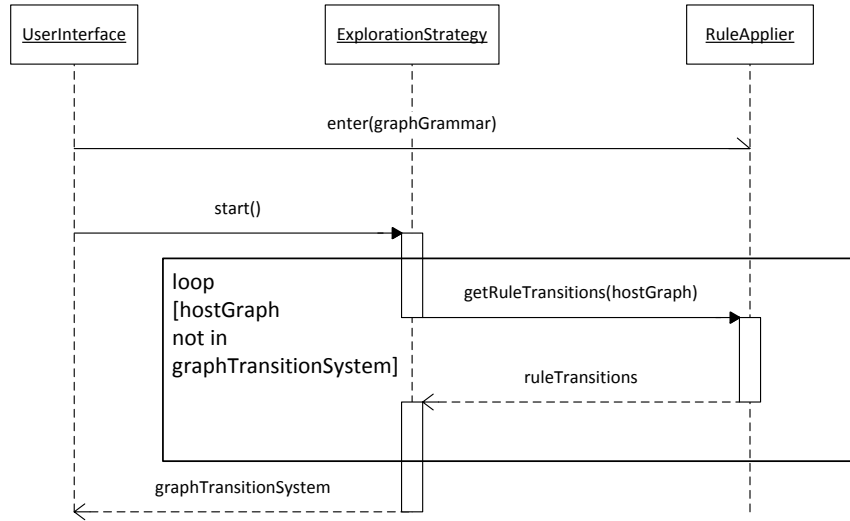 UserInterface
ExplorationStrategy
RuleApplier
enter(graphGrammar)
start()
loop
[hostGraph
not in
graphTransitionSystem]
getRuleTransitions(hostGraph)
ruleTransitions
graphTransitionSystem